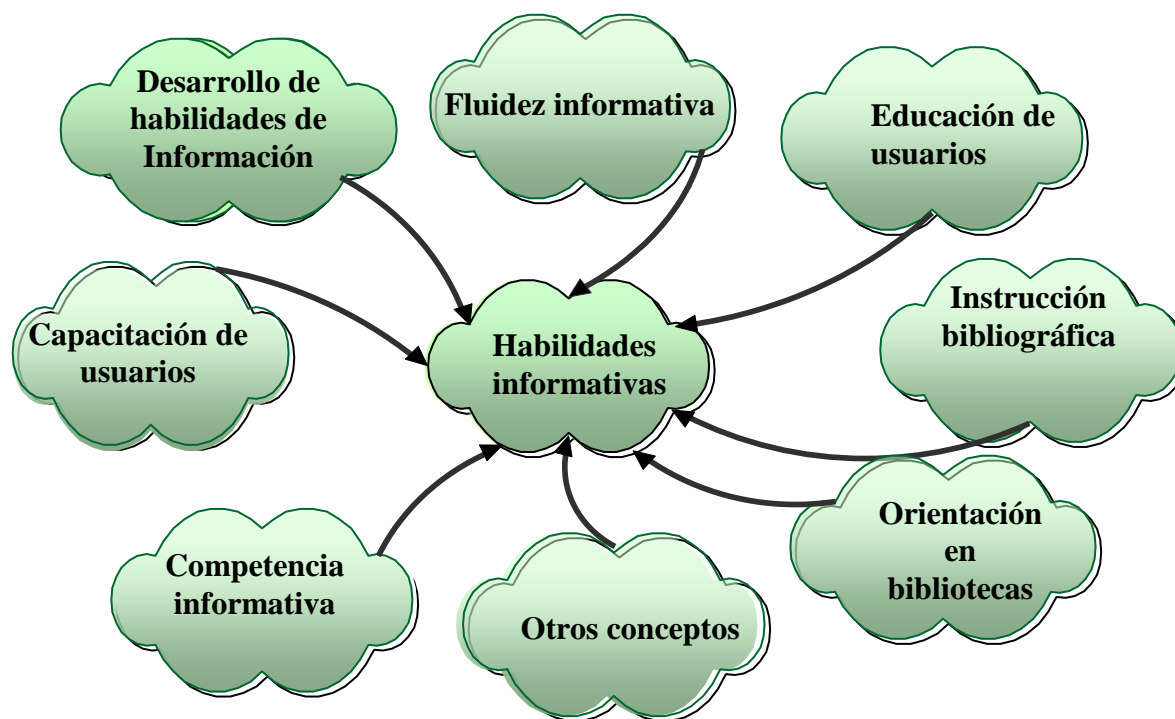 Desarrollo de
habilidades de
Información
Fluidez informativa
Educación de
usuarios
Capacitación de
usuarios
Habilidades
informativas
Instrucción
bibliográfica
Competencia
informativa
Otros conceptos
Orientación
en
bibliotecas